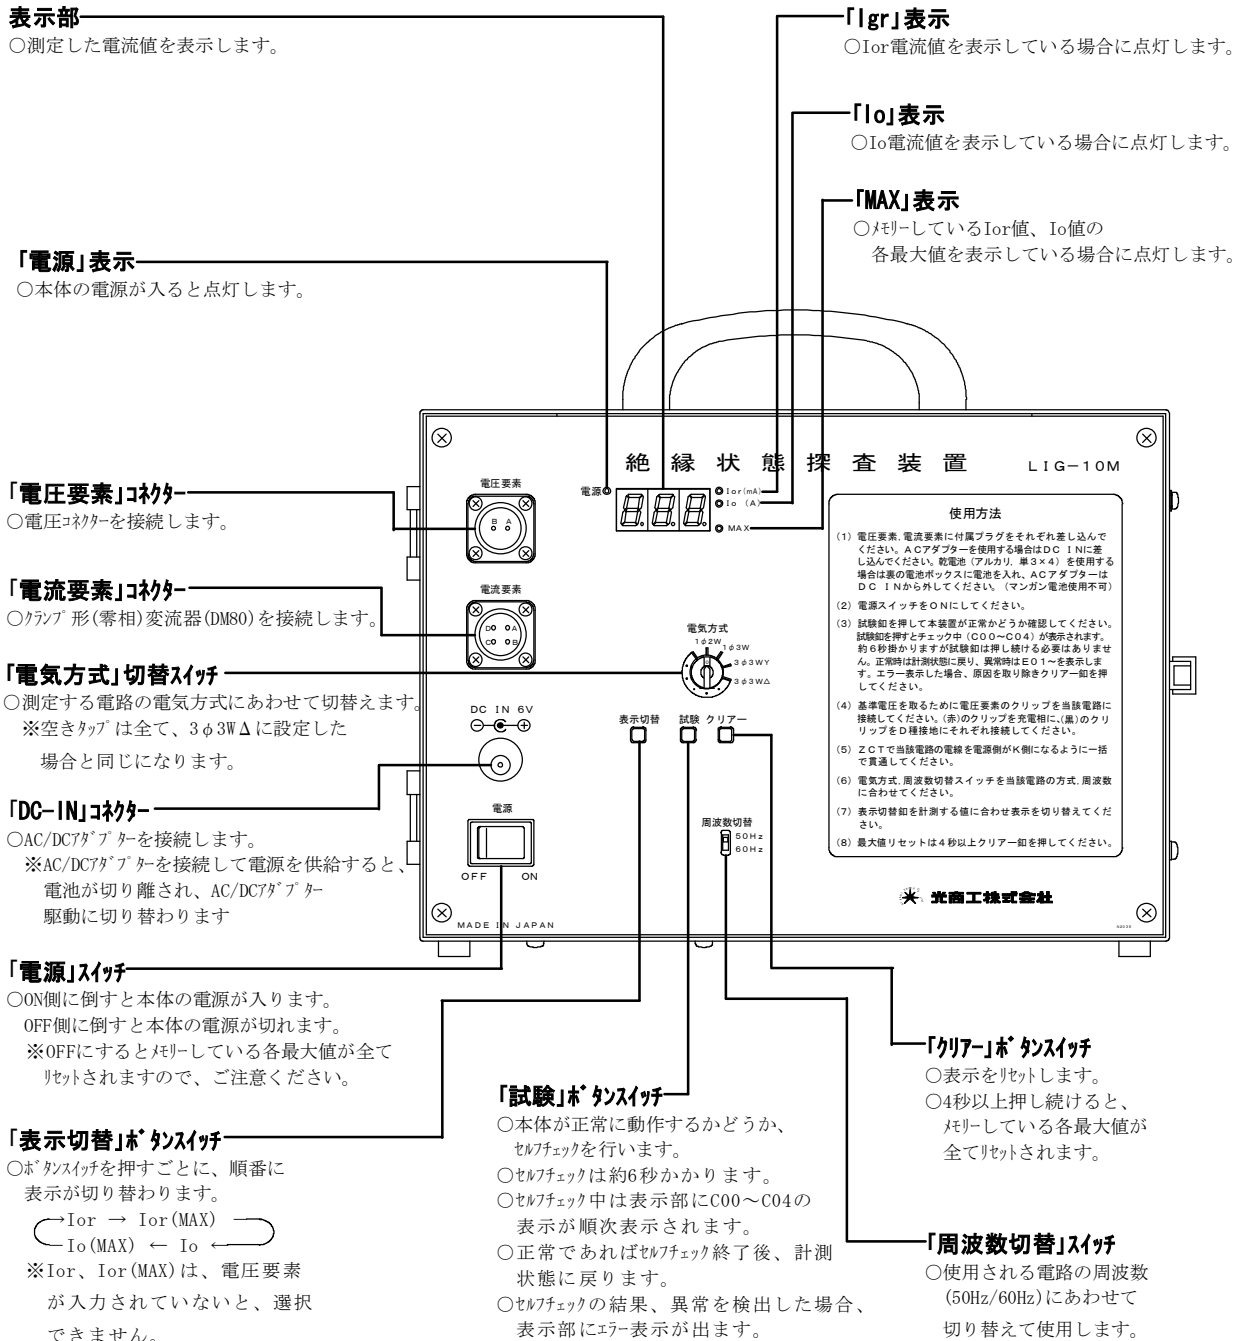 表示部
○測定した電流値を表示します。
「Igr」表示
○Ior電流値を表示している場合に点灯します。
「Io」表示
○Io電流値を表示している場合に点灯します。
「MAX」表示
○ﾒﾓﾘｰしているIor値、Io値の
各最大値を表示している場合に点灯します。
「電源」表示
○本体の電源が入ると点灯します。
「電圧要素」ｺﾈｸﾀｰ
○電圧ｺﾈｸﾀｰを接続します。
「電流要素」ｺﾈｸﾀｰ
○ｸﾗﾝﾌﾟ形(零相)変流器(DM80)を接続します。
「電気方式」切替ｽｲｯﾁ
○測定する電路の電気方式にあわせて切替えます。
※空きﾀｯﾌﾟは全て、3φ3WΔに設定した
場合と同じになります。
「DC-IN」ｺﾈｸﾀｰ
○AC/DCｱﾀﾞﾌﾟﾀｰを接続します。
※AC/DCｱﾀﾞﾌﾟﾀｰを接続して電源を供給すると、
電池が切り離され、AC/DCｱﾀﾞﾌﾟﾀｰ
駆動に切り替わります
「電源」ｽｲｯﾁ
○ON側に倒すと本体の電源が入ります。
OFF側に倒すと本体の電源が切れます。
※OFFにするとﾒﾓﾘｰしている各最大値が全て
ﾘｾｯﾄされますので、ご注意ください。
「表示切替」ﾎﾞﾀﾝｽｲｯﾁ
○ﾎﾞﾀﾝｽｲｯﾁを押すごとに、順番に
表示が切り替わります。
→Ior → Ior(MAX)
Io(MAX) ← Io ←
※Ior、Ior(MAX)は、電圧要素
が入力されていないと、選択
できません。
絶縁状態探査装置
LIG-10M
電圧要素
B A
電源
8.8.8.
Ior(mA)
Io (A)
MAX
電流要素
D A
C B
電気方式
1φ2W
1φ3W
3φ3WY
3φ3WΔ
DC IN 6V
表示切替 試験 クリアー
電源
OFF ON
周波数切替
50Hz
60Hz
MADE IN JAPAN
使用方法
(1) 電圧要素,電流要素に付属プラグをそれぞれ差し込んで
ください。ACアダプターを使用する場合はDC INに差
し込んでください。乾電池(アルカリ,単3×4)を使用する
場合は裏の電池ボックスに電池を入れ、ACアダプターは
DC INから外してください。(マンガン電池使用不可)
(2) 電源スイッチをONにしてください。
(3) 試験釦を押して本装置が正常かどうか確認してください。
試験釦を押すとチェック中(C00~C04)が表示されます。
約6秒掛かりますが試験釦は押し続ける必要はありませ
ん。正常時は計測状態に戻り、異常時はE01~を表示しま
す。エラー表示した場合、原因を取り除きクリアー釦を押
してください。
(4) 基準電圧を取るために電圧要素のクリップを当該電路に
接続してください。(赤)のクリップを充電相に、(黒)のクリ
リップをD種接地にそれぞれ接続してください。
(5) ZCTで当該電路の電線を電源側がK側になるように一括
で貫通してください。
(6) 電気方式,周波数切替スイッチを当該電路の方式,周波数
に合わせてください。
(7) 表示切替釦を計測する値に合わせ表示を切り替えてくだ
さい。
(8) 最大値リセットは4秒以上クリアー釦を押してください。
光商工株式会社
「試験」ﾎﾞﾀﾝｽｲｯﾁ
○本体が正常に動作するかどうか、
ｾﾙﾌﾁｪｯｸを行います。
○ｾﾙﾌﾁｪｯｸは約6秒かかります。
○ｾﾙﾌﾁｪｯｸ中は表示部にC00~C04の
表示が順次表示されます。
○正常であればｾﾙﾌﾁｪｯｸ終了後、計測
状態に戻ります。
○ｾﾙﾌﾁｪｯｸの結果、異常を検出した場合、
表示部にｴﾗｰ表示が出ます。
「ｸﾘｱｰ」ﾎﾞﾀﾝｽｲｯﾁ
○表示をﾘｾｯﾄします。
○4秒以上押し続けると、
ﾒﾓﾘｰしている各最大値が
全てﾘｾｯﾄされます。
「周波数切替」ｽｲｯﾁ
○使用される電路の周波数
(50Hz/60Hz)にあわせて
切り替えて使用します。